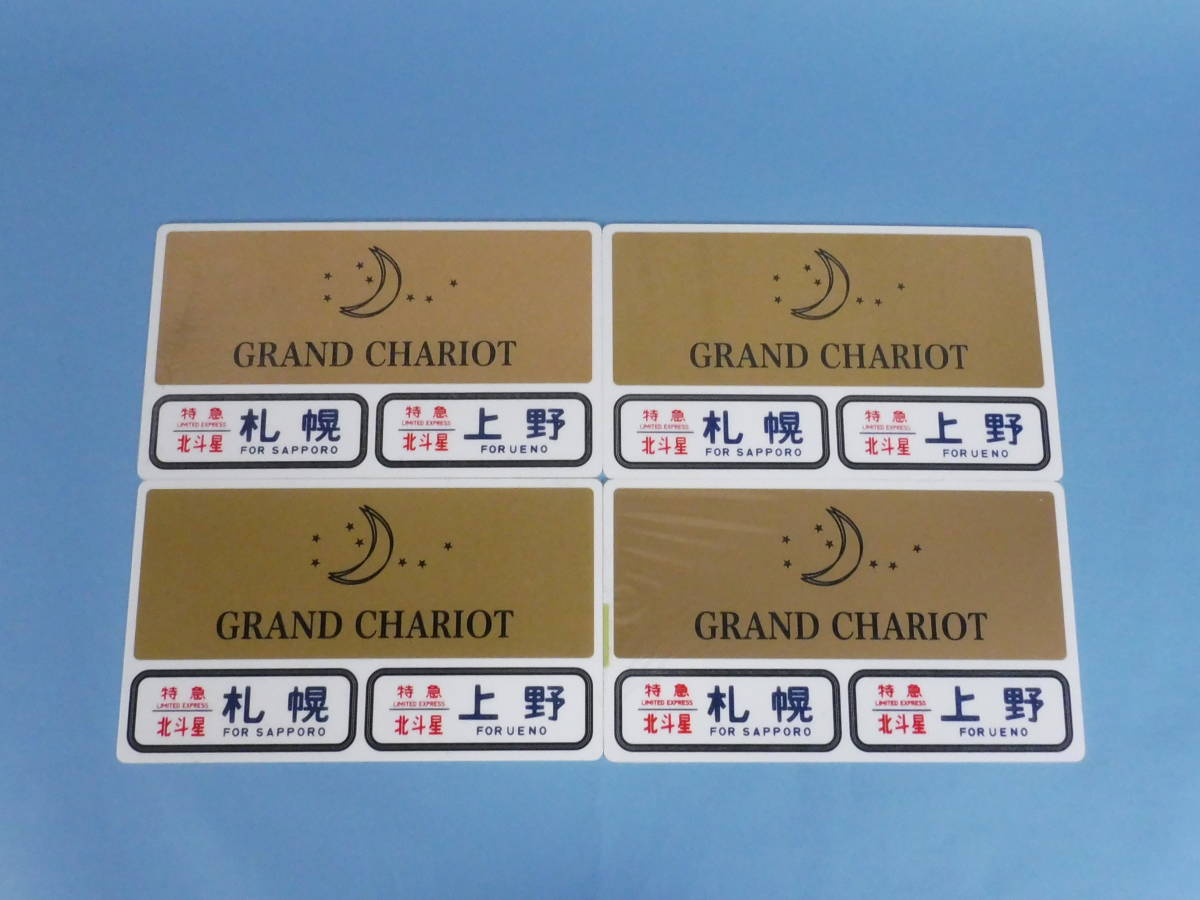 GRAND CHARIOT
特急 LIMITED EXPRESS 北斗星 札幌 FOR SAPPORO
特急 LIMITED EXPRESS 北斗星 上野 FOR UENO
GRAND CHARIOT
特急 LIMITED EXPRESS 北斗星 札幌 FOR SAPPORO
特急 LIMITED EXPRESS 北斗星 上野 FOR UENO
GRAND CHARIOT
特急 LIMITED EXPRESS 北斗星 札幌 FOR SAPPORO
特急 LIMITED EXPRESS 北斗星 上野 FOR UENO
GRAND CHARIOT
特急 LIMITED EXPRESS 北斗星 札幌 FOR SAPPORO
特急 LIMITED EXPRESS 北斗星 上野 FOR UENO